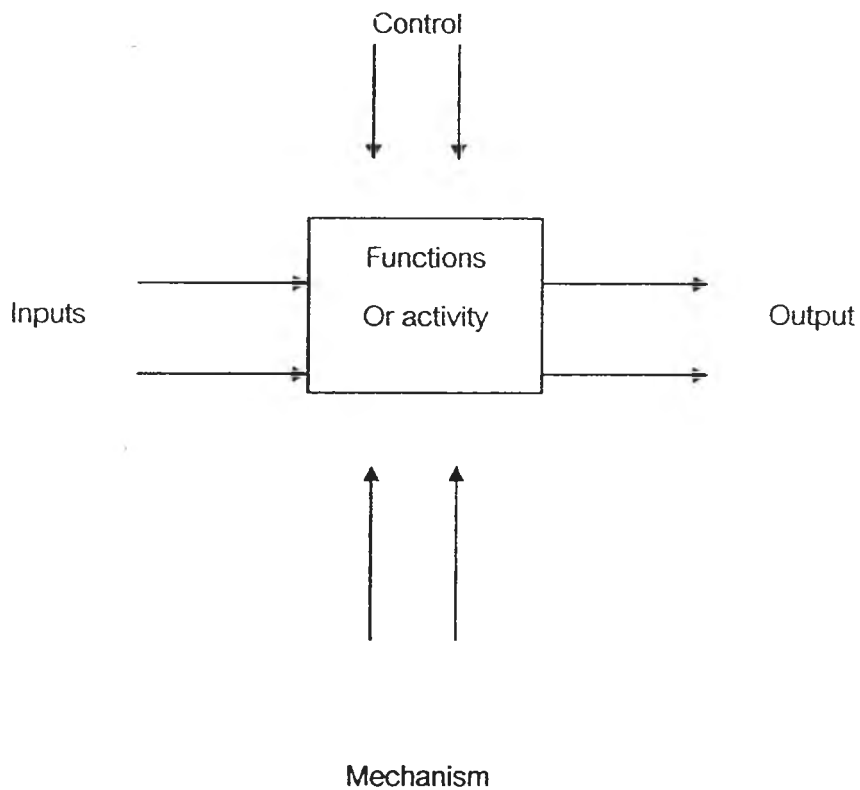 Control
Functions
Or activity
Inputs
Output
Mechanism